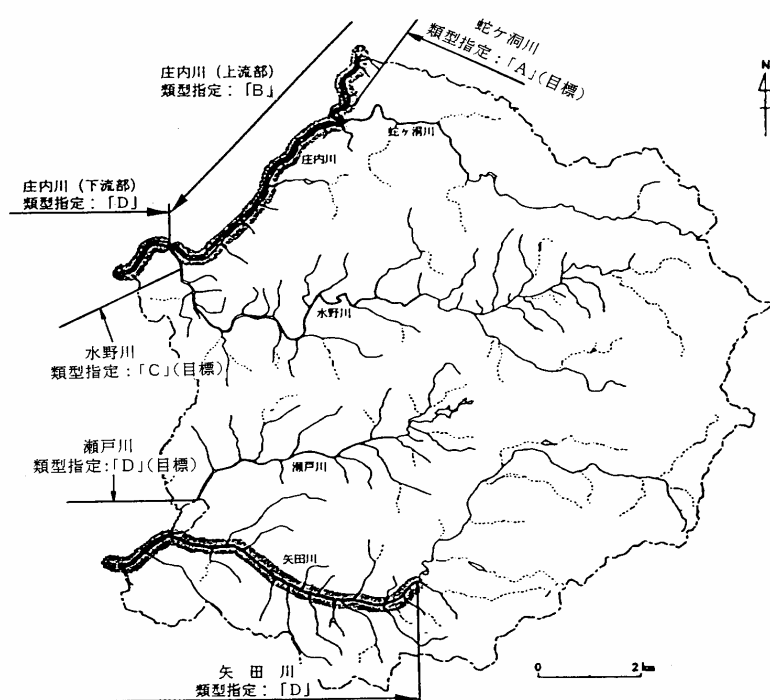 蛇ケ洞川
類型指定：「A」(目標)
庄内川（上流部）
類型指定：「B」
N
蛇ヶ洞川
庄内川
庄内川（下流部）
類型指定：「D」
水野川
水野川
類型指定：「C」(目標)
瀬戸川
類型指定：「D」(目標)
瀬戸川
矢田川
矢田川
類型指定：「D」
0 2km